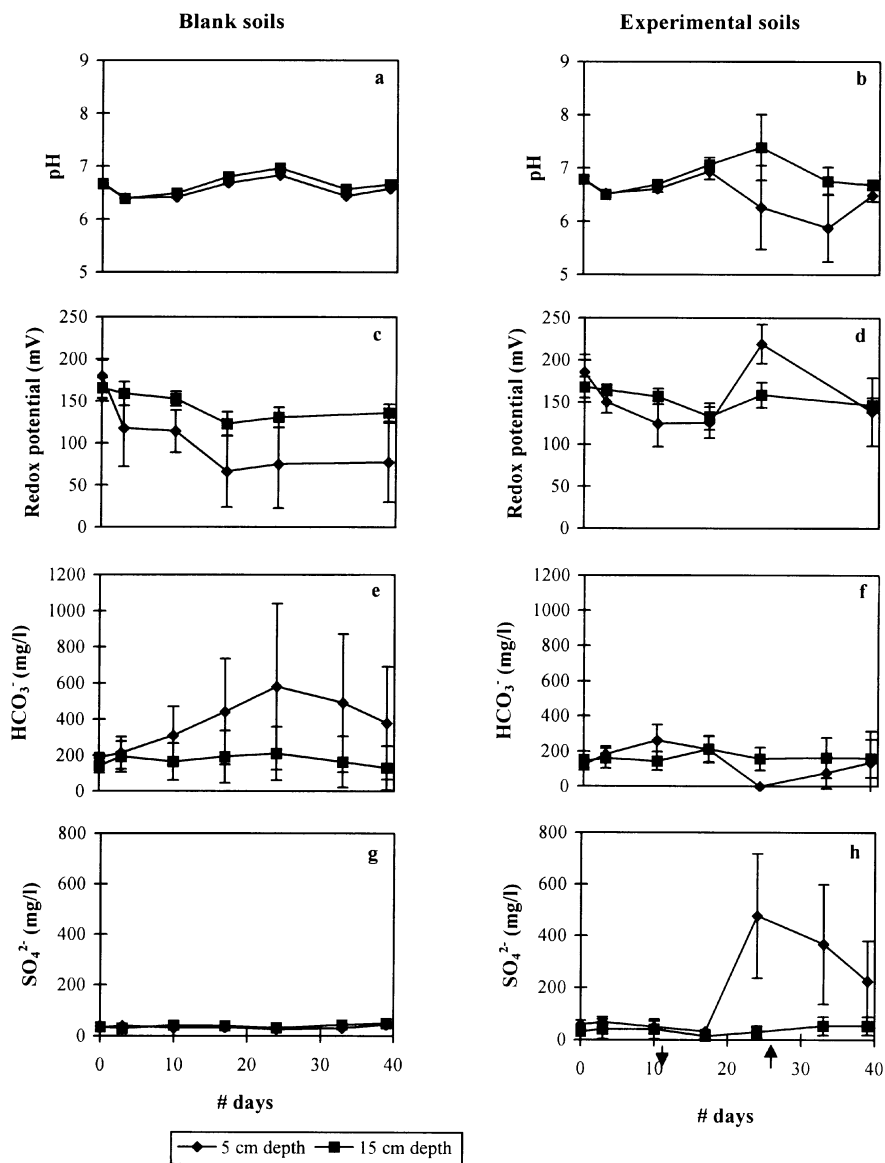 Blank soils
Experimental soils
a
9
8
7
6
5
pH
b
9
8
7
6
5
pH
c
250
200
150
100
50
0
Redox potential (mV)
d
250
200
150
100
50
0
Redox potential (mV)
e
1200
1000
800
600
400
200
0
HCO₃⁻ (mg/l)
f
1200
1000
800
600
400
200
0
HCO₃⁻ (mg/l)
g
800
600
400
200
0
SO₄²⁻ (mg/l)
0 10 20 30 40
# days
h
800
600
400
200
0
SO₄²⁻ (mg/l)
0 10 20 30 40
# days
5 cm depth 15 cm depth